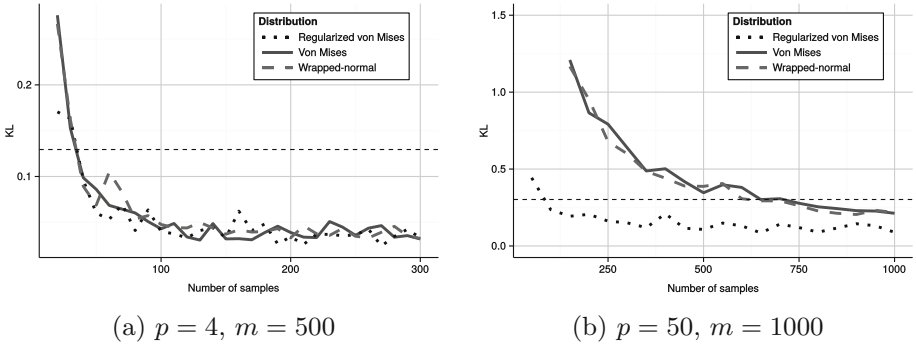 Distribution
Regularized von Mises
Von Mises
Wrapped-normal
KL
0.2
0.1
100
200
300
Number of samples
(a) p = 4, m = 500
Distribution
Regularized von Mises
Von Mises
Wrapped-normal
KL
1.5
1.0
0.5
0.0
250
500
750
1000
Number of samples
(b) p = 50, m = 1000